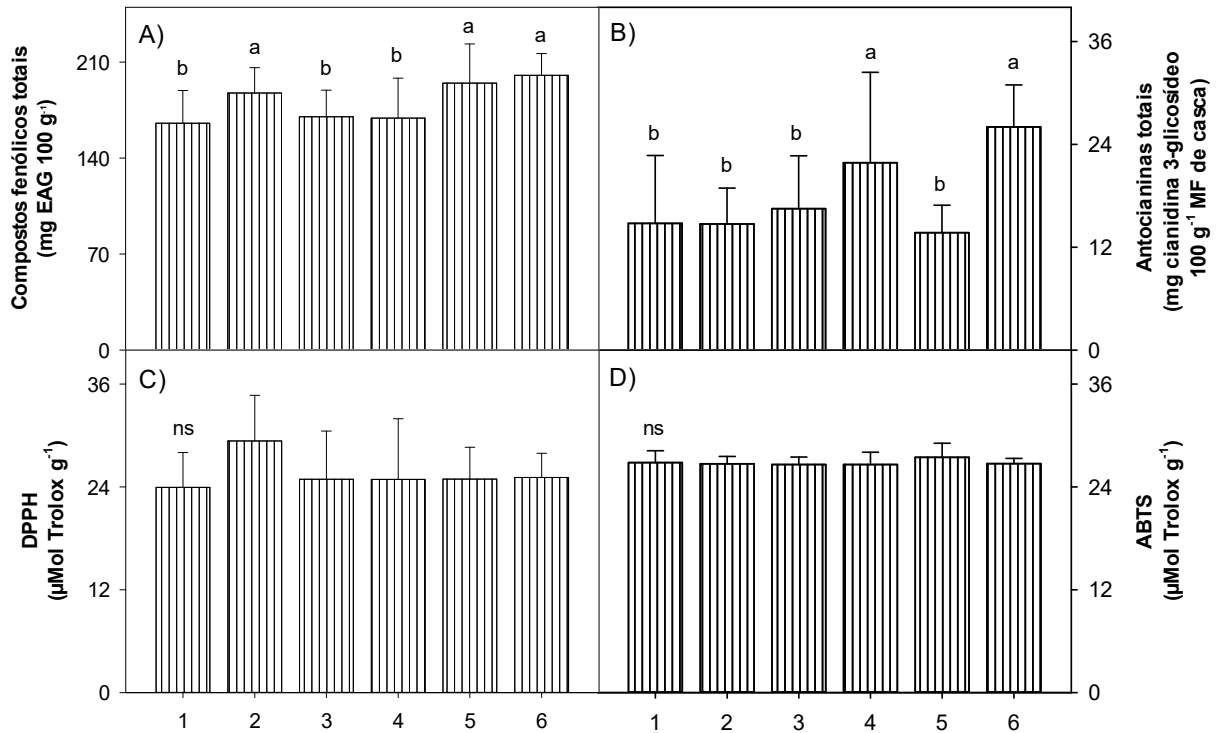 A)
Compostos fenólicos totais
(mg EAG 100 g⁻¹)
210
140
70
0
b
a
b
b
a
a
B)
b
b
b
a
b
a
36
24
12
0
Antocianinas totais
(mg cianidina 3-glicosídeo
100 g⁻¹ MF de casca)
C)
DPPH
(µMol Trolox g⁻¹)
36
24
12
0
ns
1 2 3 4 5 6
D)
ns
36
24
12
0
ABTS
(µMol Trolox g⁻¹)
1 2 3 4 5 6